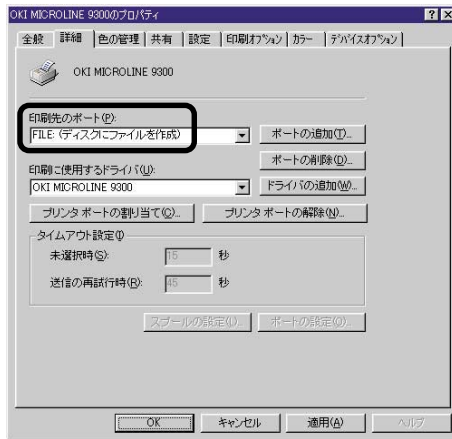 OKI MICROLINE 9300のプロパティ
全般 詳細 色の管理 共有 設定 印刷オプション カラー デバイスオプション
OKI MICROLINE 9300
印刷先のポート(P):
FILE: (ディスクにファイルを作成) ポートの追加(T)...
ポートの削除(D)...
印刷に使用するドライバ(U):
OKI MICROLINE 9300 ドライバの追加(W)...
プリンタ ポートの割り当て(C)... プリンタ ポートの解除(N)...
タイムアウト設定
未選択時(S): 15 秒
送信の再試行時(R): 45 秒
スプールの設定(L)... ポートの設定(O)...
OK キャンセル 適用(A) ヘルプ